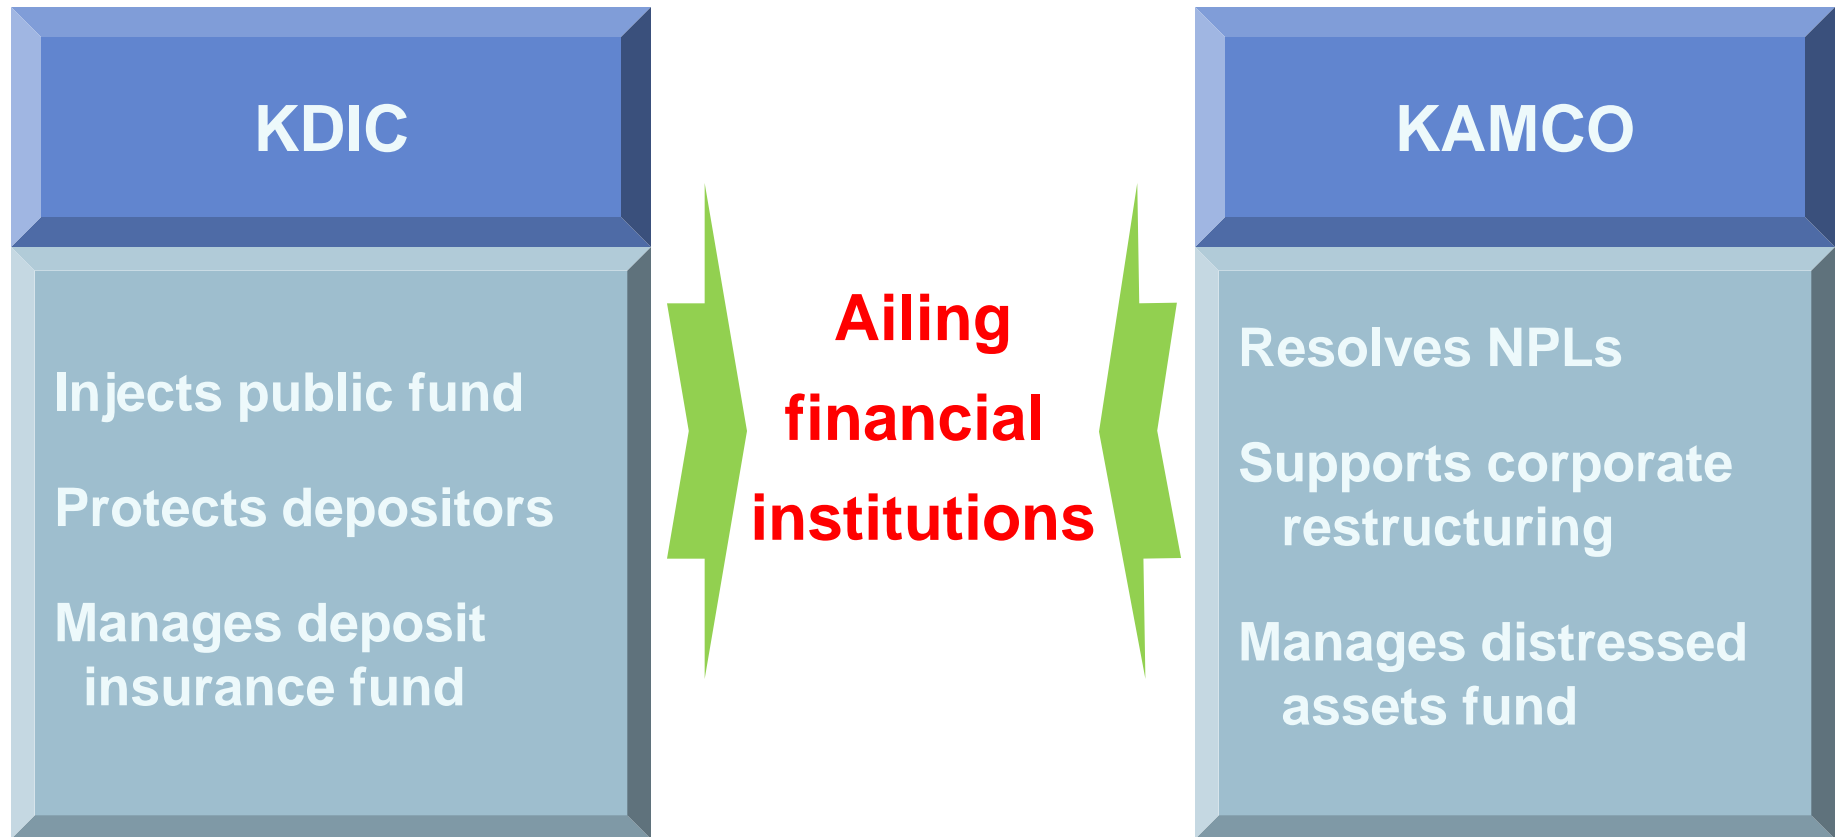 KDIC
Injects public fund
Protects depositors
Manages deposit
insurance fund
Ailing
financial
institutions
KAMCO
Resolves NPLs
Supports corporate
restructuring
Manages distressed
assets fund